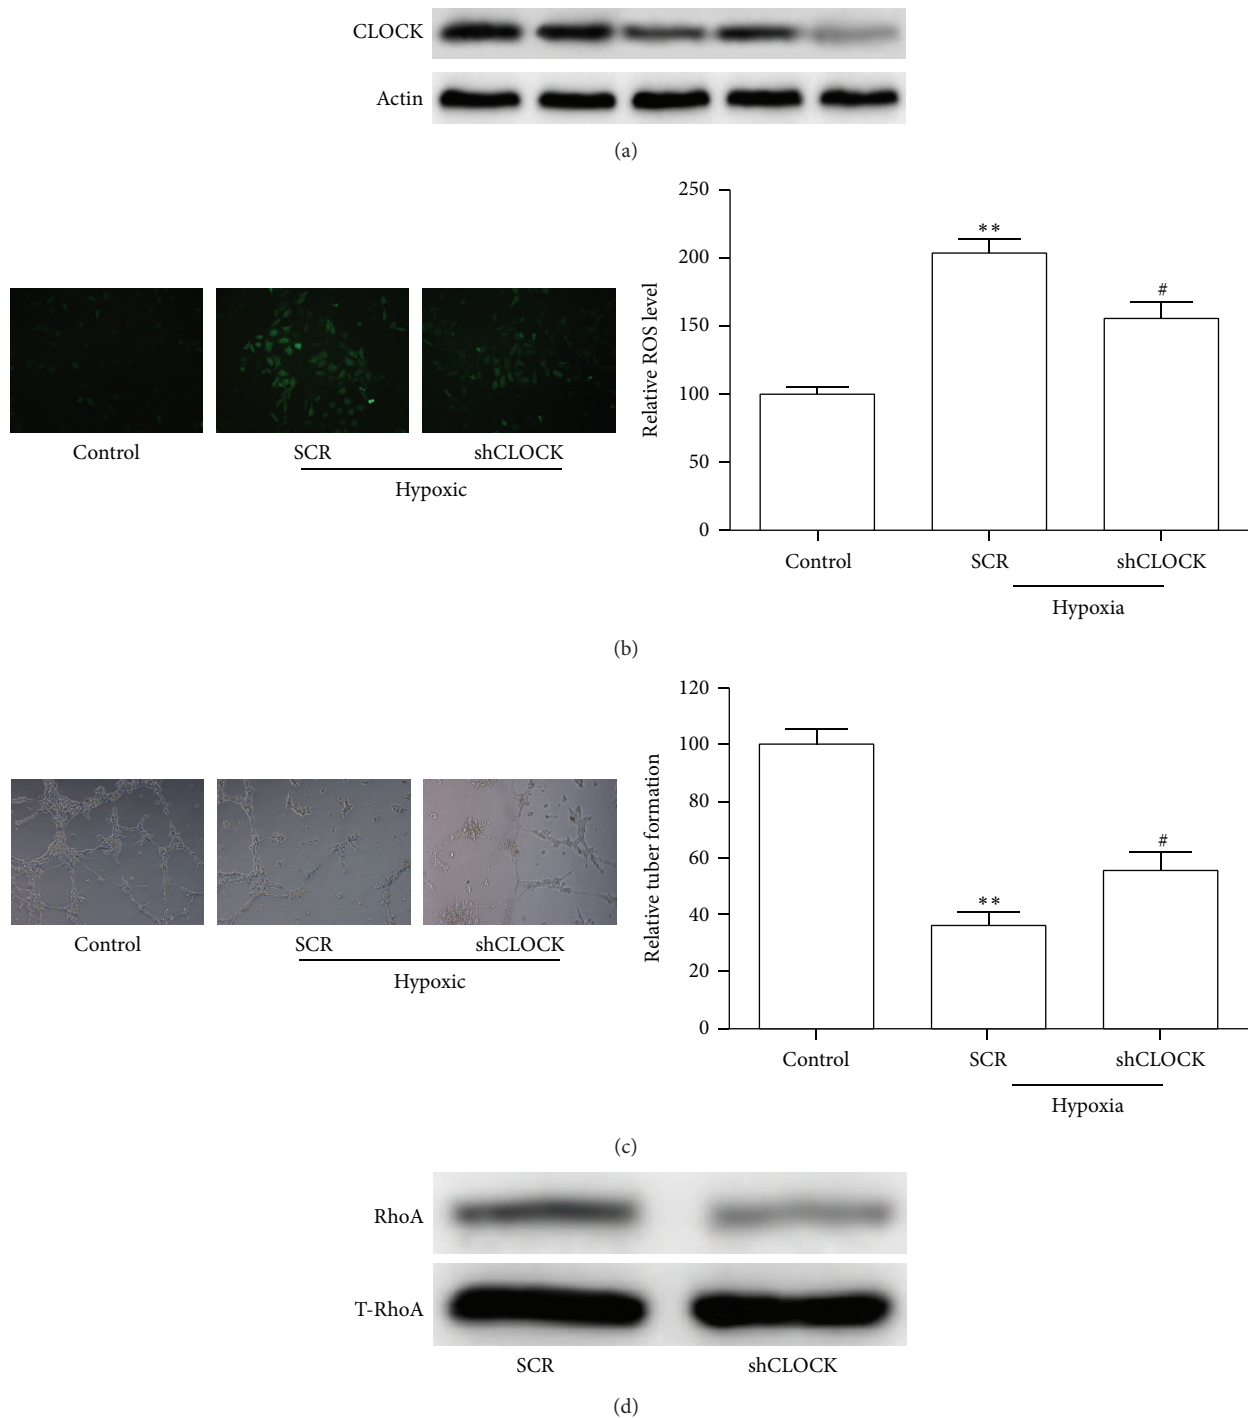 CLOCK
Actin
(a)
Control
SCR
shCLOCK
Hypoxic
Relative ROS level
250
200
150
100
50
0
**
#
Control
SCR
shCLOCK
Hypoxia
(b)
Control
SCR
shCLOCK
Hypoxic
Relative tuber formation
120
100
80
60
40
20
0
**
#
Control
SCR
shCLOCK
Hypoxia
(c)
RhoA
T-RhoA
SCR
shCLOCK
(d)